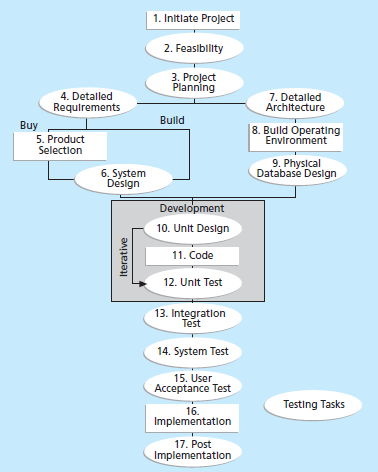 1. Initiate Project
2. Feasibility
3. Project
Planning
4. Detailed
Requirements
7. Detailed
Architecture
Buy
Build
5. Product
Selection
8. Build Operating
Environment
6. System
Design
9. Physical
Database Design
Development
10. Unit Design
Iterative
11. Code
12. Unit Test
13. Integration
Test
14. System Test
15. User
Acceptance Test
Testing Tasks
16.
Implementation
17. Post
Implementation